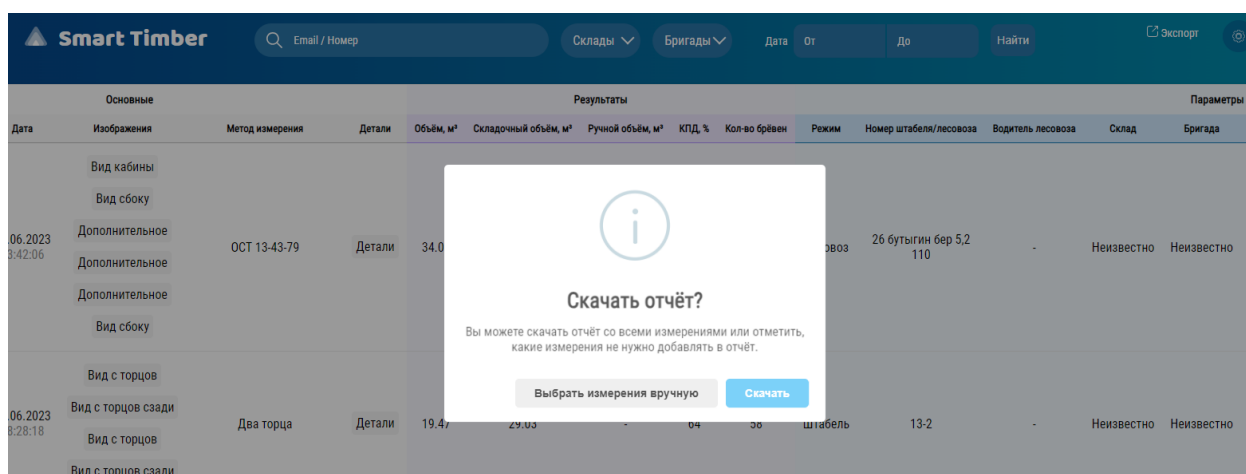 Smart Timber
Email / Номер
Склады
Бригады
Дата
От
До
Найти
Экспорт
Основные
Результаты
Параметры
Дата
Изображения
Метод измерения
Детали
Объём, м³
Складочный объём, м³
Ручной объём, м³
КПД, %
Кол-во брёвен
Режим
Номер штабеля/лесовоза
Водитель лесовоза
Склад
Бригада
Вид кабины
Вид сбоку
Дополнительное
Дополнительное
Дополнительное
Вид сбоку
.06.2023
3:42:06
ОСТ 13-43-79
Детали
34.0
овоз
26 бутыгин бер 5,2
110
-
Неизвестно
Неизвестно
Скачать отчёт?
Вы можете скачать отчёт со всеми измерениями или отметить,
какие измерения не нужно добавлять в отчёт.
Выбрать измерения вручную
Скачать
Вид с торцов
Вид с торцов сзади
Вид с торцов
Вид с торцов сзади
.06.2023
8:28:18
Два торца
Детали
19.47
29.03
-
64
58
штабель
13-2
-
Неизвестно
Неизвестно